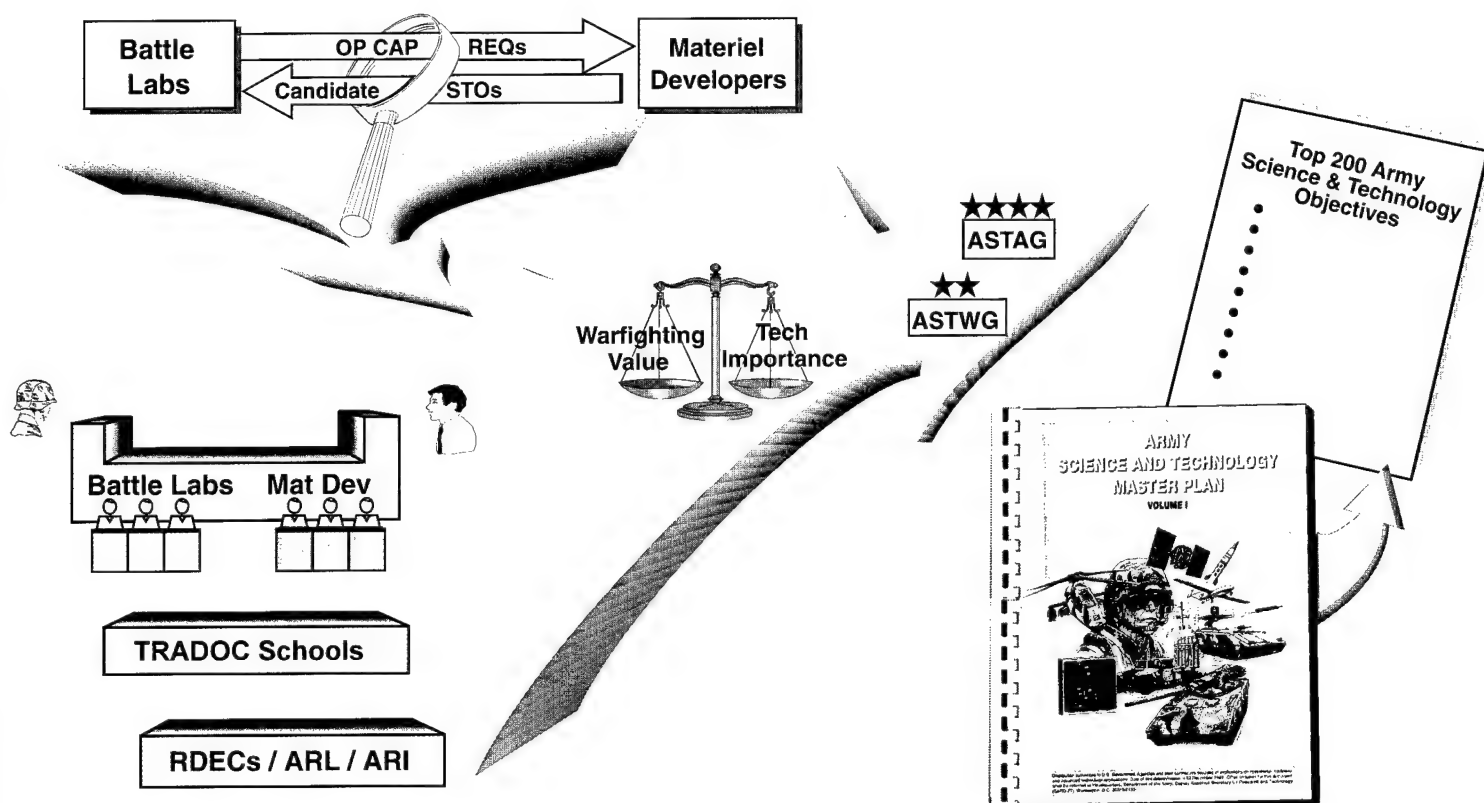 Battle
Labs
OP CAP REQs
Candidate STOs
Materiel
Developers
Top 200 Army
Science & Technology
Objectives
ASTAG
ASTWG
Warfighting
Value
Tech
Importance
Battle Labs Mat Dev
TRADOC Schools
RDECs / ARL / ARI
ARMY
SCIENCE AND TECHNOLOGY
MASTER PLAN
VOLUME I